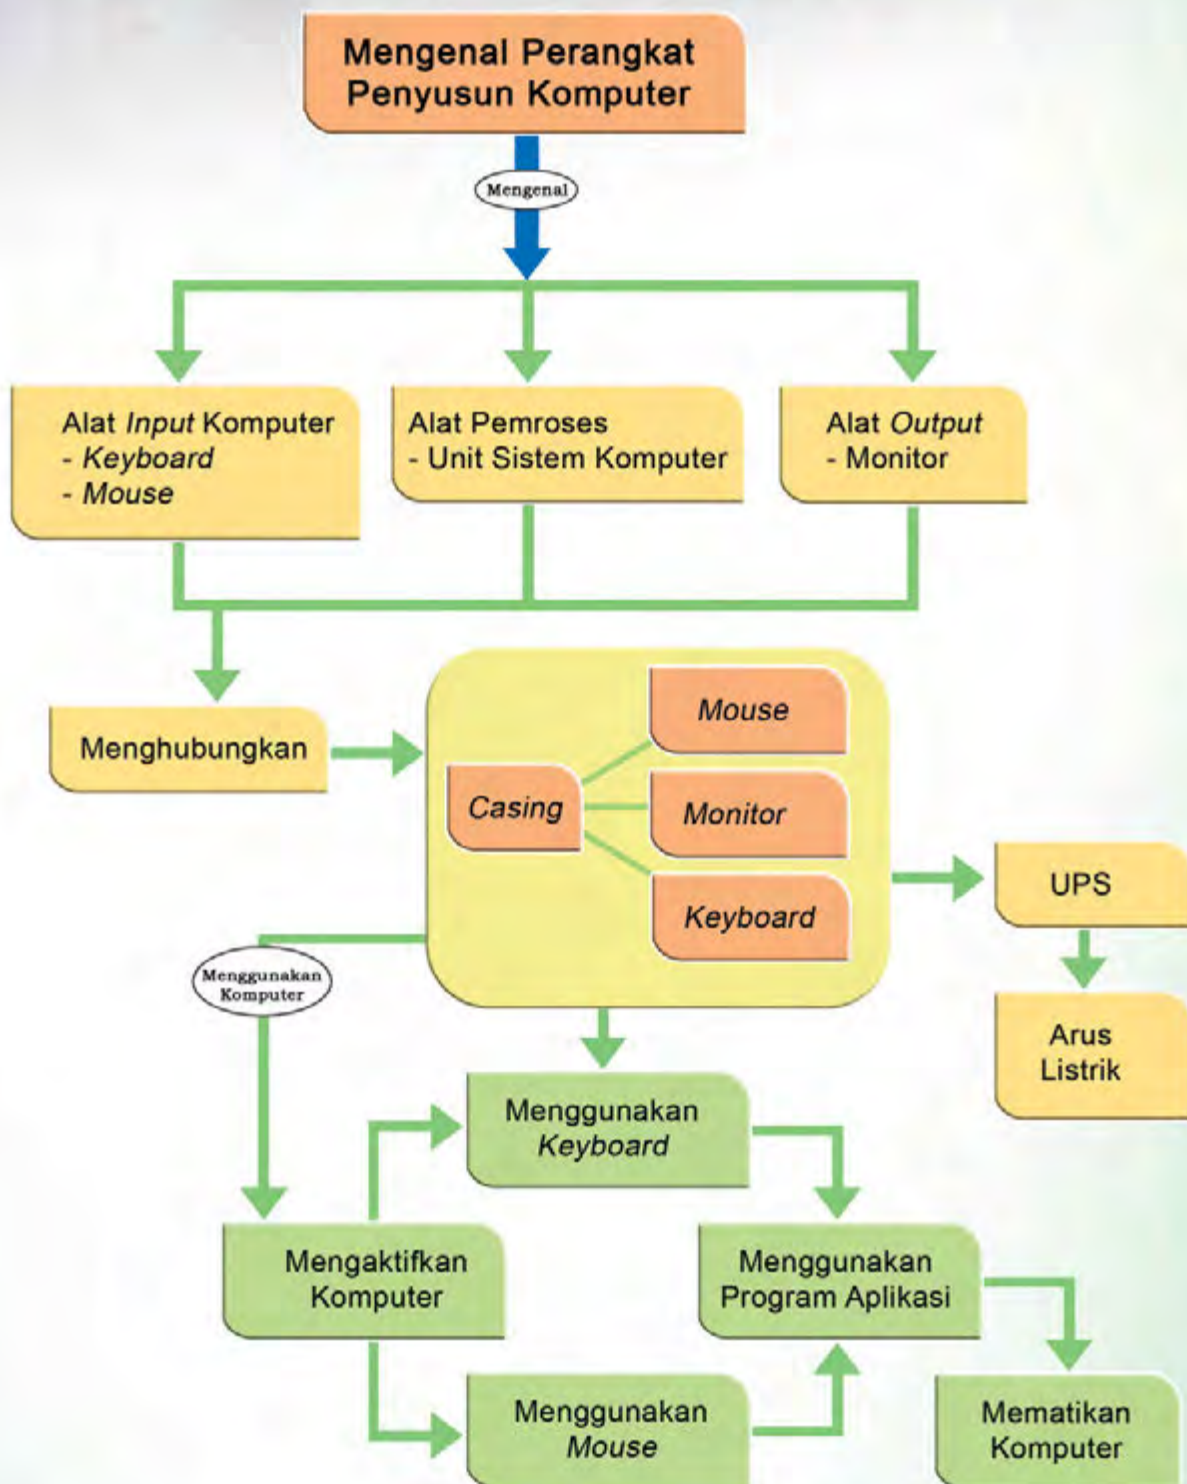 Mengenal Perangkat
Penyusun Komputer
Mengenal
Alat Input Komputer
- Keyboard
- Mouse
Alat Pemroses
- Unit Sistem Komputer
Alat Output
- Monitor
Menghubungkan
Casing
Mouse
Monitor
Keyboard
UPS
Arus
Listrik
Menggunakan
Komputer
Menggunakan
Keyboard
Mengaktifkan
Komputer
Menggunakan
Program Aplikasi
Menggunakan
Mouse
Mematikan
Komputer